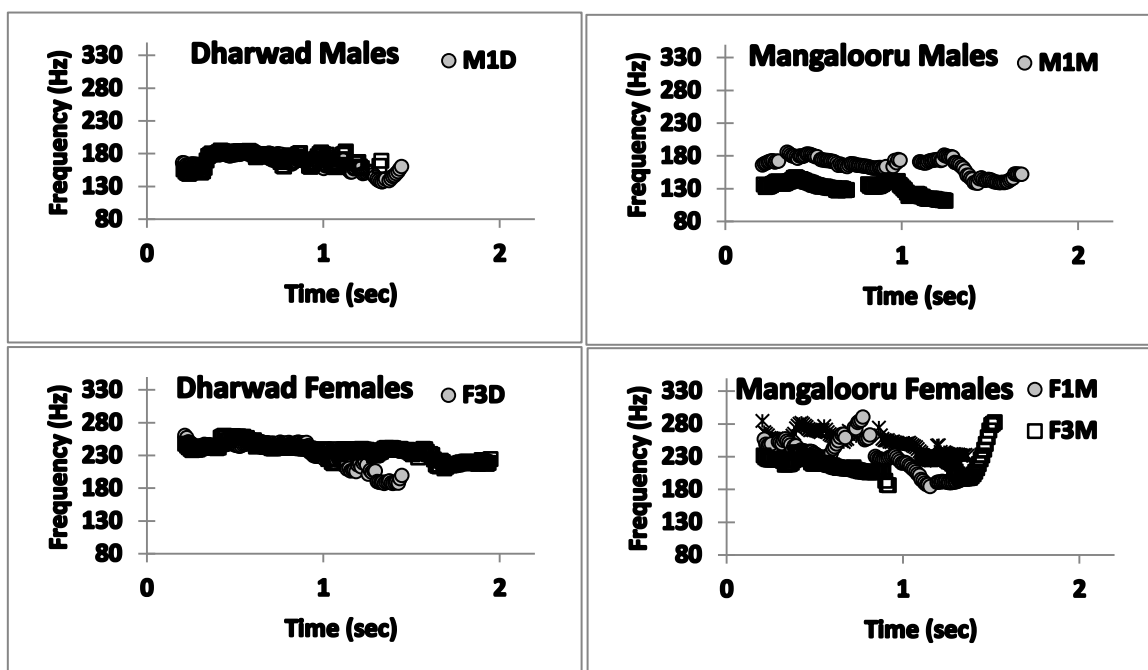 Dharwad Males
M1D
Frequency (Hz)
330
280
230
180
130
80
0 1 2
Time (sec)
Mangalooru Males
M1M
Frequency (Hz)
330
280
230
180
130
80
0 1 2
Time (sec)
Dharwad Females
F3D
Frequency (Hz)
330
280
230
180
130
80
0 1 2
Time (sec)
Mangalooru Females
F1M
F3M
Frequency (Hz)
330
280
230
180
130
80
0 1 2
Time (sec)